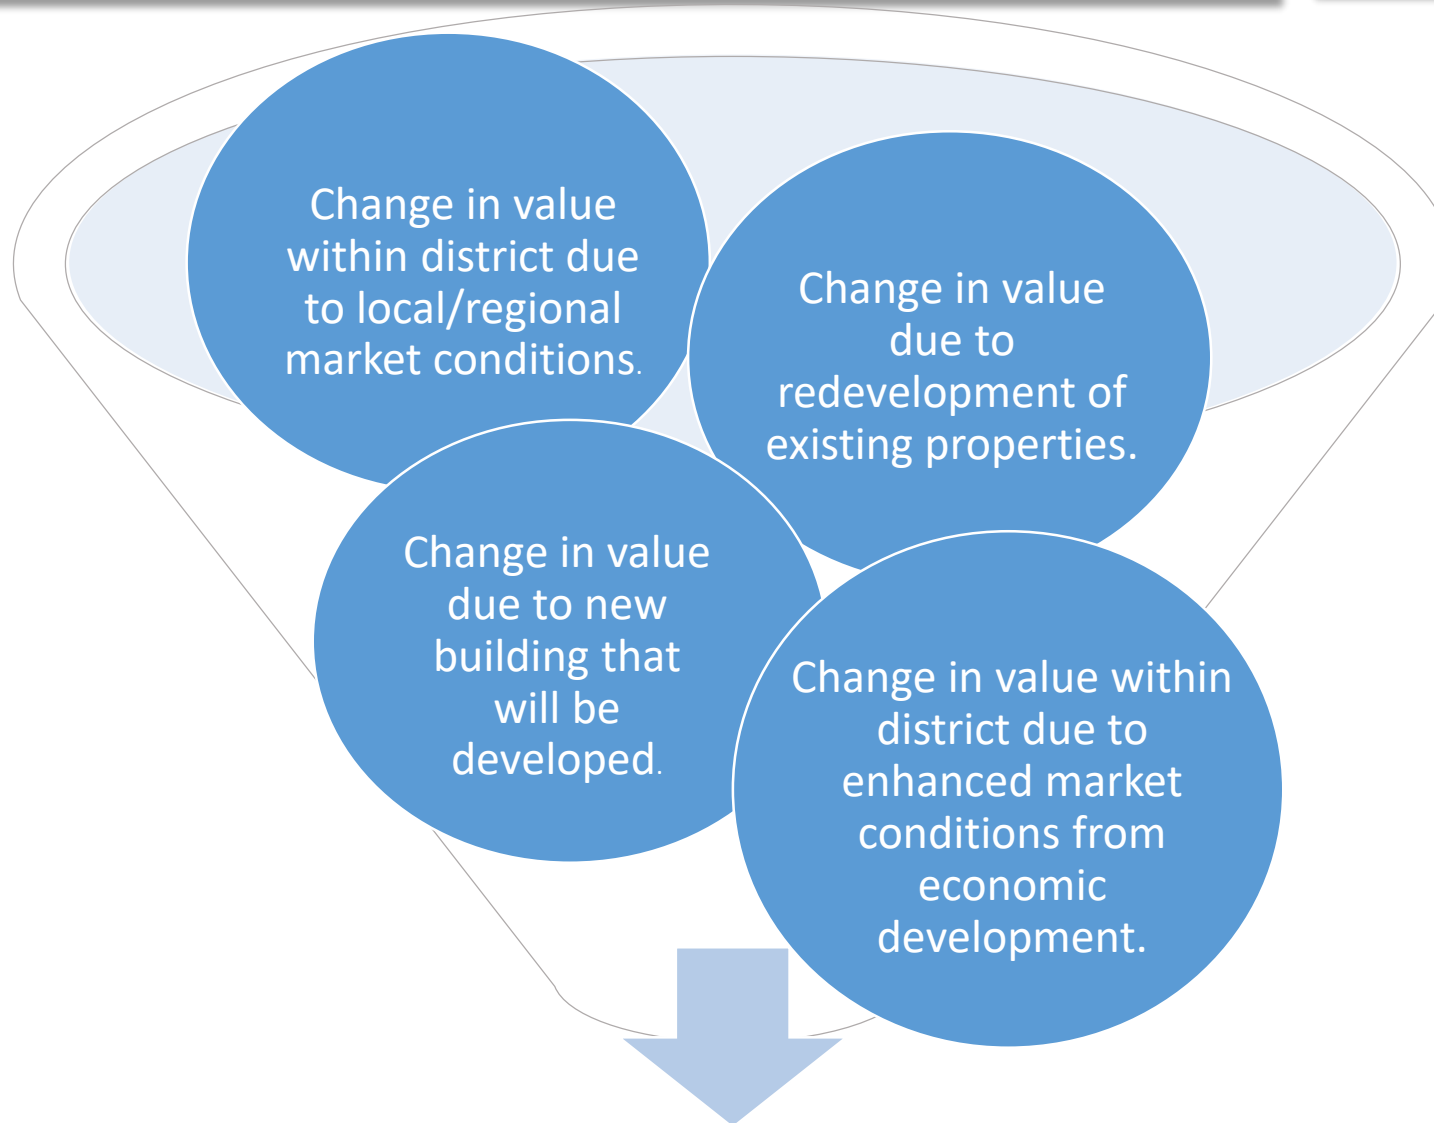 Change in value
within district due
to local/regional
market conditions.
Change in value
due to
redevelopment of
existing properties.
Change in value
due to new
building that
will be
developed.
Change in value within
district due to
enhanced market
conditions from
economic
development.